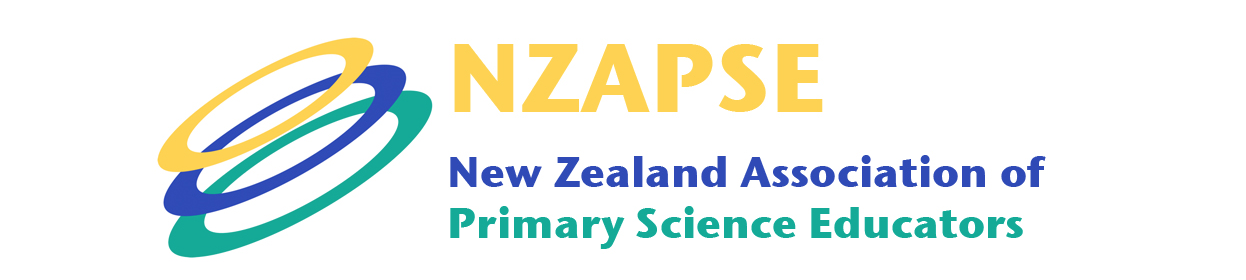 NZAPSE
New Zealand Association of
Primary Science Educators